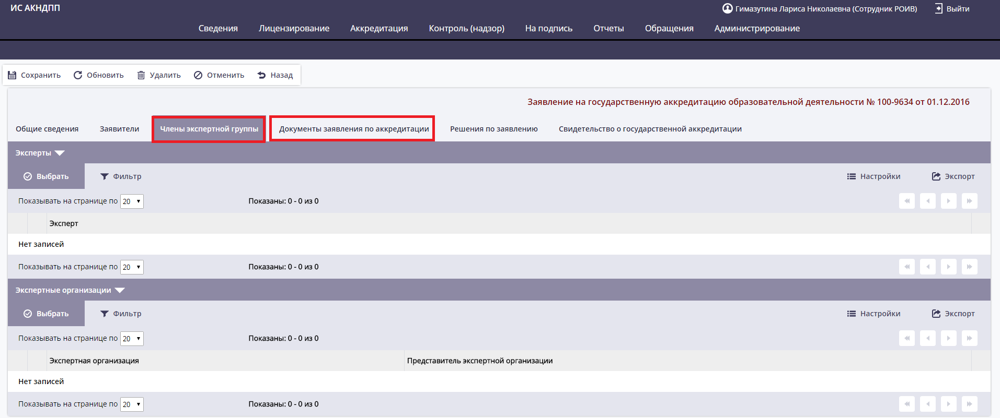 ИС АКНДПП
Гимазутина Лариса Николаевна (Сотрудник РОИВ) Выйти
Сведения Лицензирование Аккредитация Контроль (надзор) На подпись Отчеты Обращения Администрирование
Сохранить Обновить Удалить Отменить Назад
Заявление на государственную аккредитацию образовательной деятельности № 100-9634 от 01.12.2016
Общие сведения Заявители Члены экспертной группы Документы заявления по аккредитации Решения по заявлению Свидетельство о государственной аккредитации
Эксперты
Выбрать Фильтр Настройки Экспорт
Показывать на странице по 20 Показаны: 0 - 0 из 0
Эксперт
Нет записей
Показывать на странице по 20 Показаны: 0 - 0 из 0
Экспертные организации
Выбрать Фильтр Настройки Экспорт
Показывать на странице по 20 Показаны: 0 - 0 из 0
Экспертная организация Представитель экспертной организации
Нет записей
Показывать на странице по 20 Показаны: 0 - 0 из 0